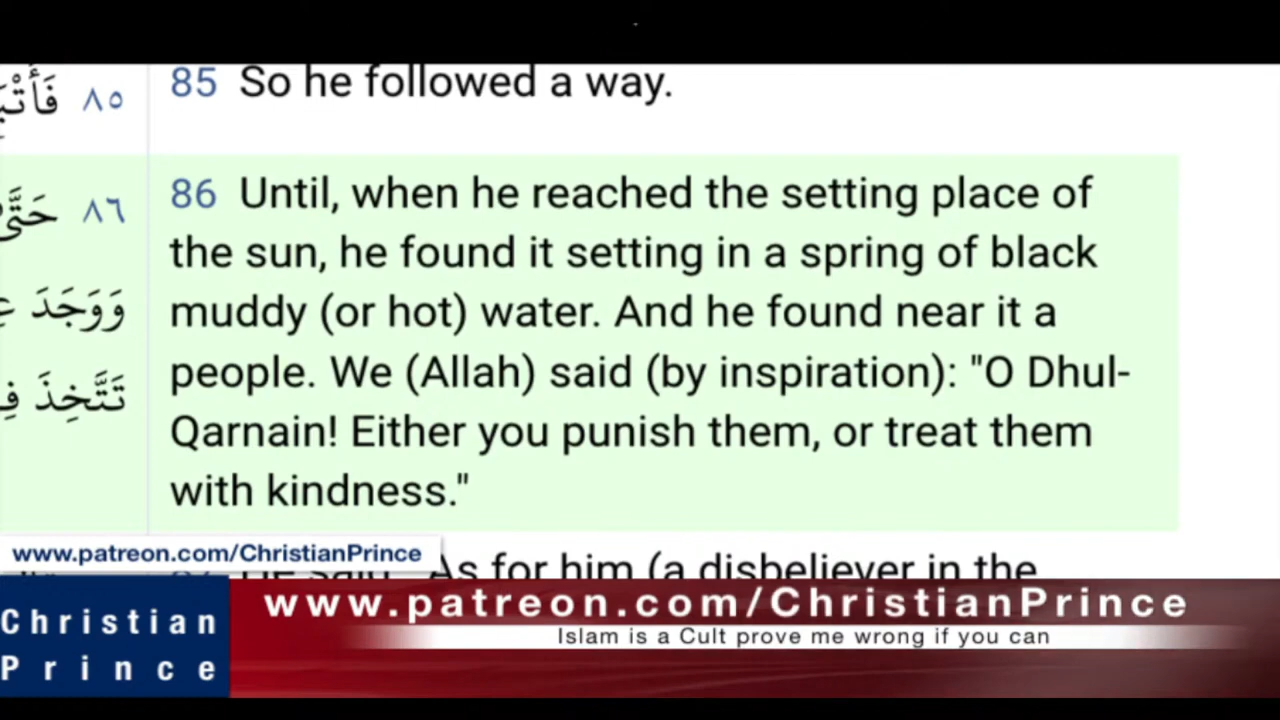 فَأَتْبَ ٨٥
85 So he followed a way.
حَتَّى ٨٦
86 Until, when he reached the setting place of
the sun, he found it setting in a spring of black
وَوَجَدَ عِ
muddy (or hot) water. And he found near it a
people. We (Allah) said (by inspiration): "O Dhul-
تَتَّخِذَ فِ
Qarnain! Either you punish them, or treat them
with kindness."
www.patreon.com/ChristianPrince
He said: "As for him (a disbeliever in the
www.patreon.com/ChristianPrince
Islam is a Cult prove me wrong if you can
Christian
Prince